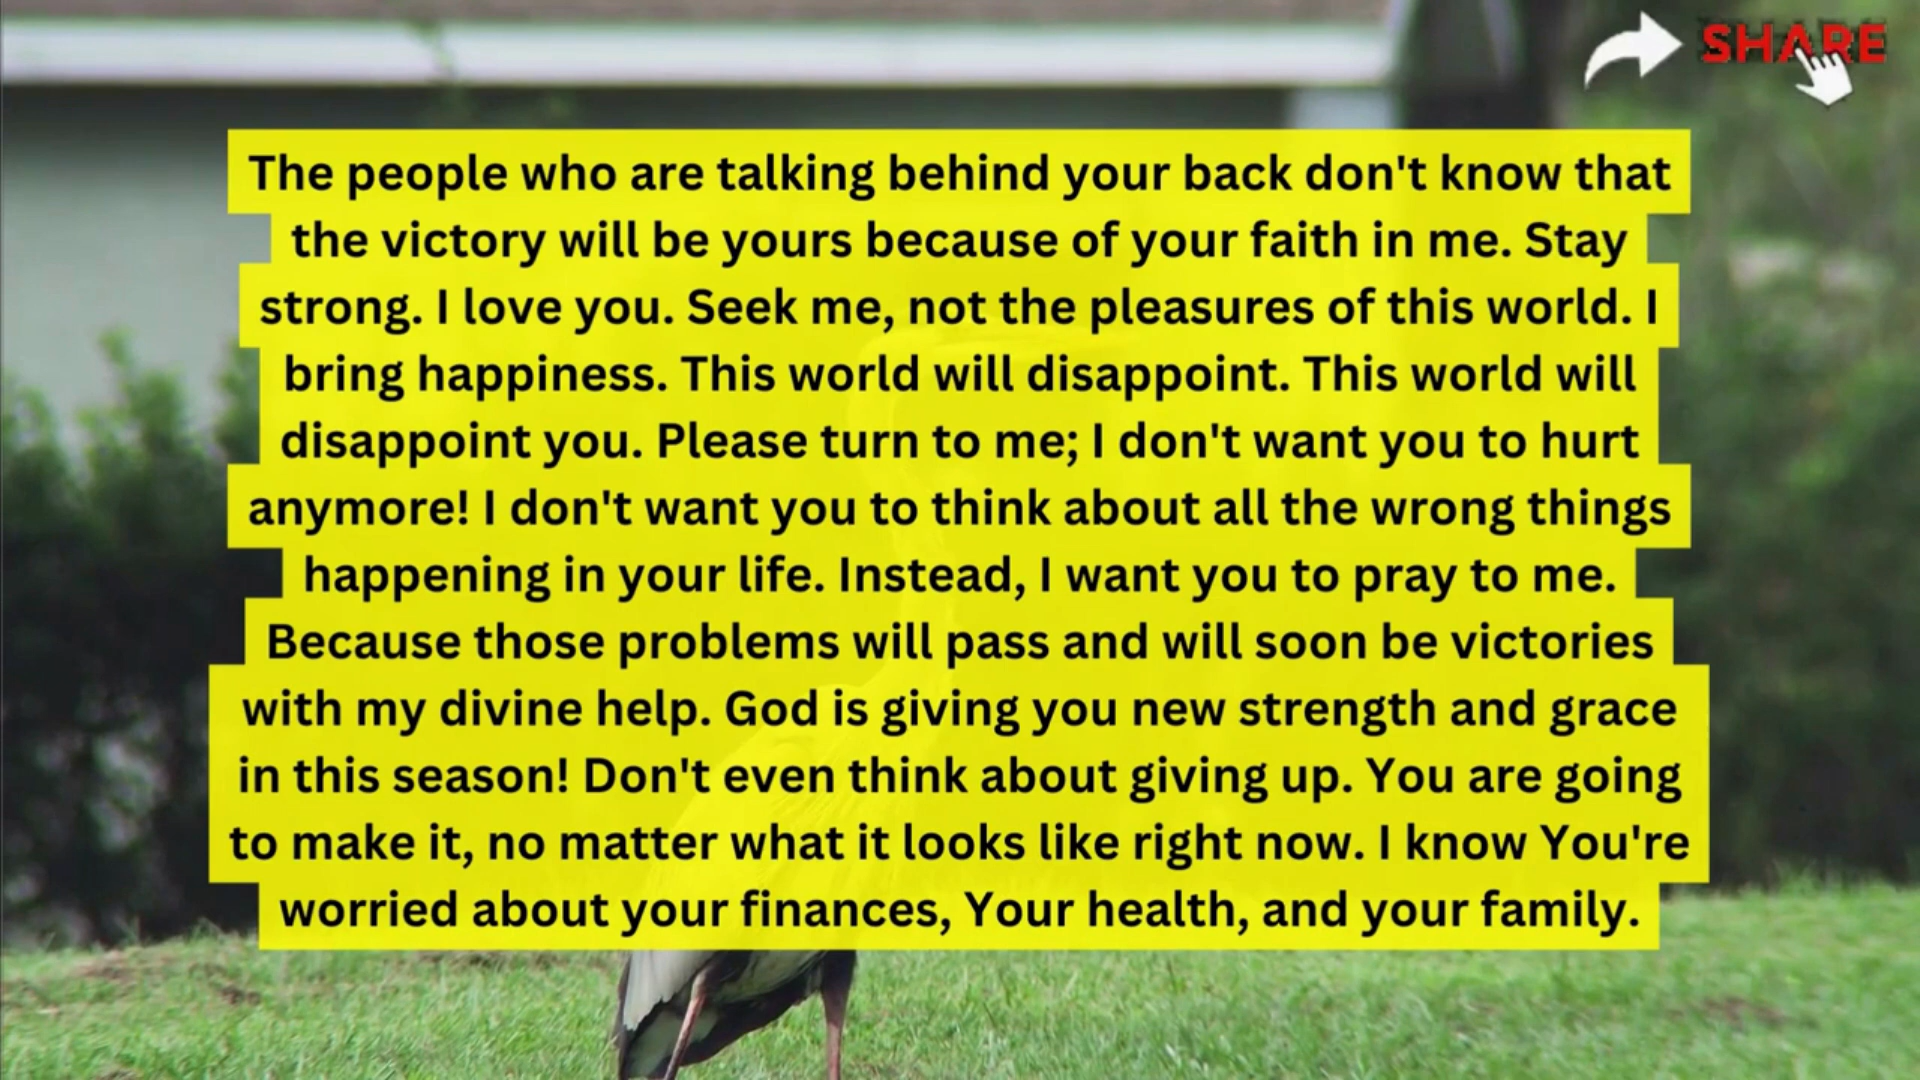 SHARE
The people who are talking behind your back don't know that
the victory will be yours because of your faith in me. Stay
strong. I love you. Seek me, not the pleasures of this world. I
bring happiness. This world will disappoint. This world will
disappoint you. Please turn to me; I don't want you to hurt
anymore! I don't want you to think about all the wrong things
happening in your life. Instead, I want you to pray to me.
Because those problems will pass and will soon be victories
with my divine help. God is giving you new strength and grace
in this season! Don't even think about giving up. You are going
to make it, no matter what it looks like right now. I know You're
worried about your finances, Your health, and your family.